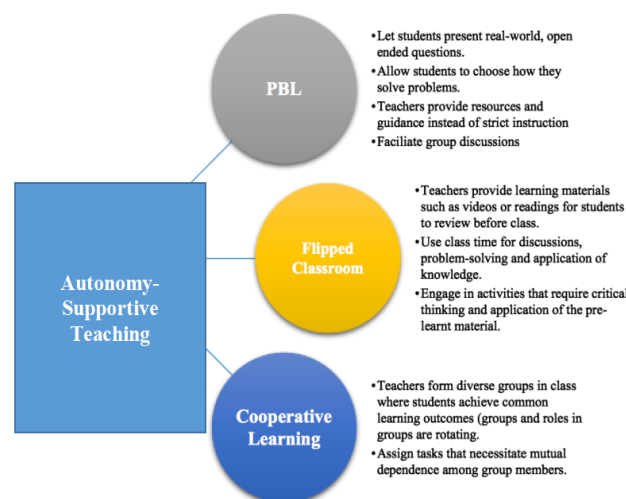 Autonomy-
Supportive
Teaching
PBL
•Let students present real-world, open
ended questions.
•Allow students to choose how they
solve problems.
•Teachers provide resources and
guidance instead of strict instruction
•Faciliate group discussions
Flipped
Classroom
•Teachers provide learning materials
such as videos or readings for students
to review before class.
•Use class time for discussions,
problem-solving and application of
knowledge.
•Engage in activities that require critical
thinking and application of the pre-
learnt material.
Cooperative
Learning
•Teachers form diverse groups in class
where students achieve common
learning outcomes (groups and roles in
groups are rotating.
•Assign tasks that necessitate mutual
dependence among group members.